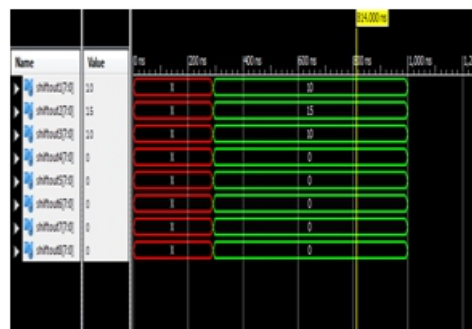 814.000 ns
Name Value 0 ns 200 ns 400 ns 600 ns 800 ns 1,000 ns 1,2
shiftout1[7:0] 10 X 10
shiftout2[7:0] 15 X 15
shiftout3[7:0] 10 X 10
shiftout4[7:0] 0 X 0
shiftout5[7:0] 0 X 0
shiftout6[7:0] 0 X 0
shiftout7[7:0] 0 X 0
shiftout8[7:0] 0 X 0